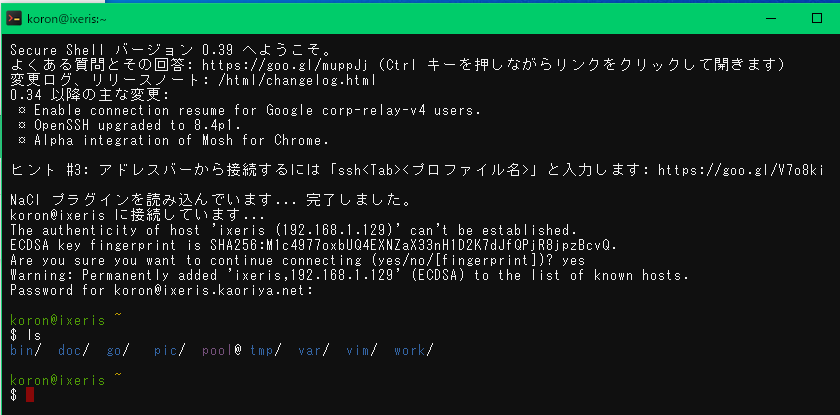 koron@ixeris:~
Secure Shell バージョン 0.39 へようこそ。
よくある質問とその回答: https://goo.gl/muppJj (Ctrl キーを押しながらリンクをクリックして開きます)
変更ログ、リリースノート: /html/changelog.html
0.34 以降の主な変更:
¤ Enable connection resume for Google corp-relay-v4 users.
¤ OpenSSH upgraded to 8.4p1.
¤ Alpha integration of Mosh for Chrome.
ヒント #3: アドレスバーから接続するには「ssh<Tab><プロファイル名>」と入力します: https://goo.gl/V7o8ki
NaCl プラグインを読み込んでいます... 完了しました。
koron@ixeris に接続しています...
The authenticity of host 'ixeris (192.168.1.129)' can't be established.
ECDSA key fingerprint is SHA256:M1c4977oxbUQ4EXNZaX33nH1D2K7dJfQPjR8jpzBcvQ.
Are you sure you want to continue connecting (yes/no/[fingerprint])? yes
Warning: Permanently added 'ixeris,192.168.1.129' (ECDSA) to the list of known hosts.
Password for koron@ixeris.kaoriya.net:
koron@ixeris ~
$ ls
bin/ doc/ go/ pic/ pool@ tmp/ var/ vim/ work/
koron@ixeris ~
$